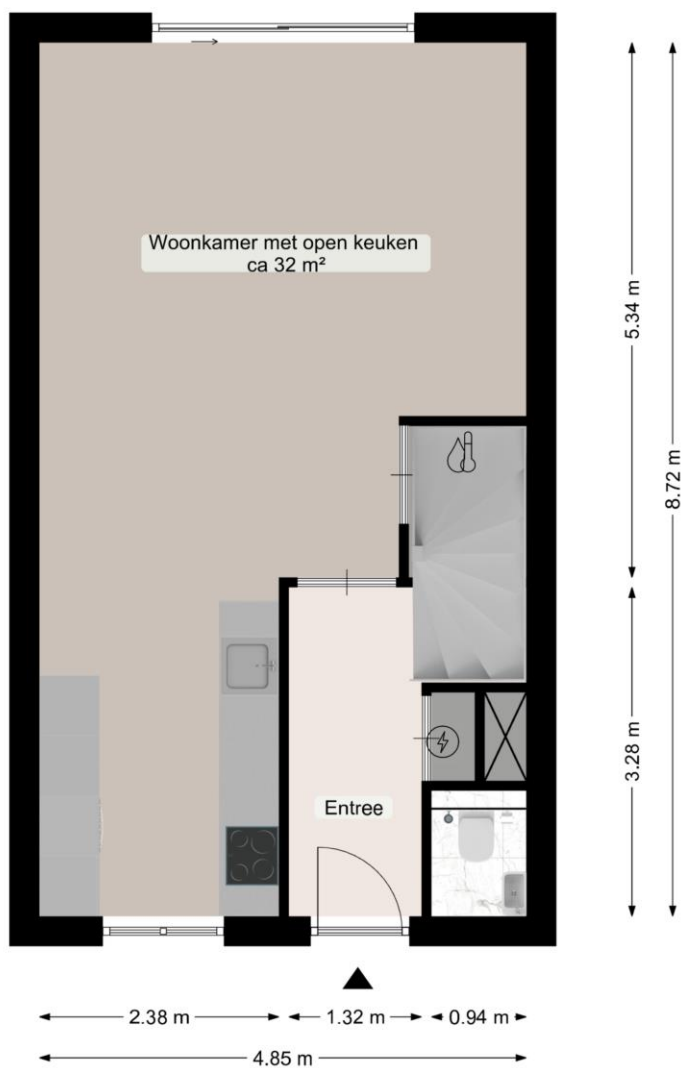 Woonkamer met open keuken
ca 32 m²
5.34 m
8.72 m
3.28 m
Entree
2.38 m
1.32 m
0.94 m
4.85 m